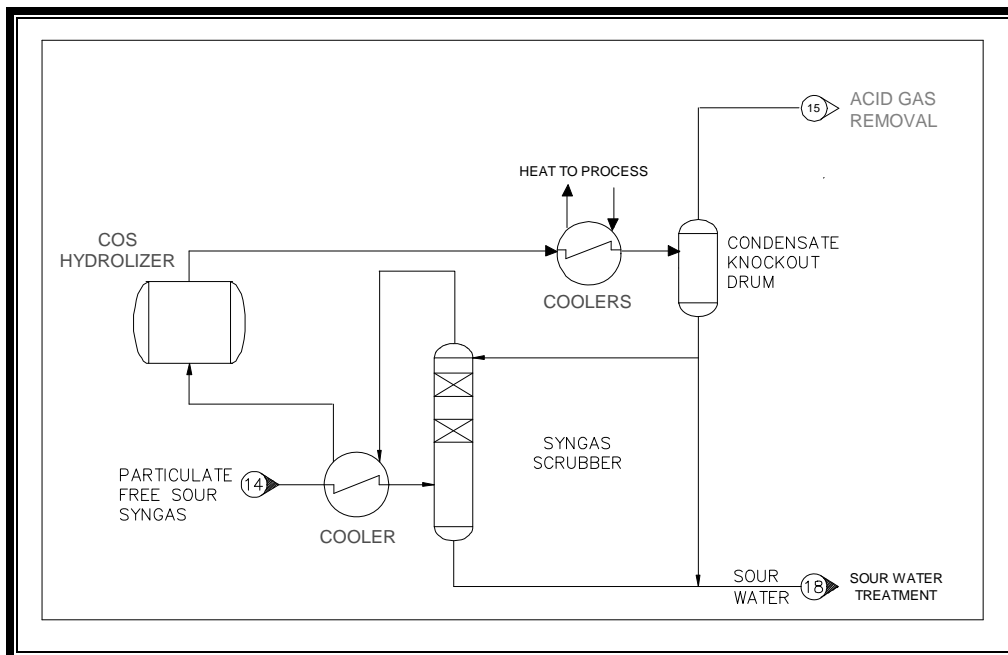 15
ACID GAS
REMOVAL
HEAT TO PROCESS
COS
HYDROLIZER
CONDENSATE
KNOCKOUT
DRUM
COOLERS
SYNGAS
SCRUBBER
PARTICULATE
FREE SOUR
SYNGAS
14
COOLER
SOUR
WATER
18
SOUR WATER
TREATMENT